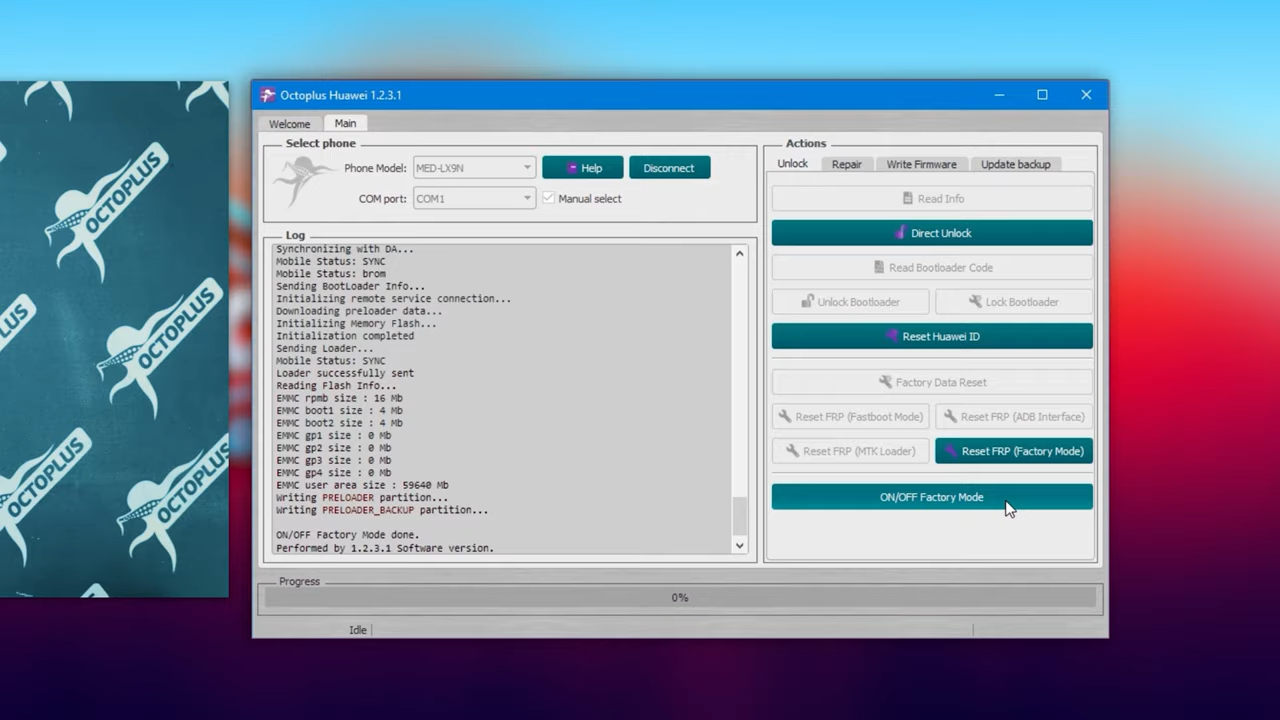 OCTOPLUS
OCTOPLUS
OCTOPLUS
Octoplus Huawei 1.2.3.1
Welcome
Main
Select phone
Phone Model:
MED-LX9N
Help
Disconnect
COM port:
COM1
Manual select
Log
Synchronizing with DA...
Mobile Status: SYNC
Mobile Status: brom
Sending BootLoader Info...
Initializing remote service connection...
Downloading preloader data...
Initializing Memory Flash...
Initialization completed
Sending Loader...
Mobile Status: SYNC
Loader successfully sent
Reading Flash Info...
EMMC rpmb size : 16 Mb
EMMC boot1 size : 4 Mb
EMMC boot2 size : 4 Mb
EMMC gp1 size : 0 Mb
EMMC gp2 size : 0 Mb
EMMC gp3 size : 0 Mb
EMMC gp4 size : 0 Mb
EMMC user area size : 59640 Mb
Writing PRELOADER partition...
Writing PRELOADER_BACKUP partition...
ON/OFF Factory Mode done.
Performed by 1.2.3.1 Software version.
Actions
Unlock
Repair
Write Firmware
Update backup
Read Info
Direct Unlock
Read Bootloader Code
Unlock Bootloader
Lock Bootloader
Reset Huawei ID
Factory Data Reset
Reset FRP (Fastboot Mode)
Reset FRP (ADB Interface)
Reset FRP (MTK Loader)
Reset FRP (Factory Mode)
ON/OFF Factory Mode
Progress
0%
Idle